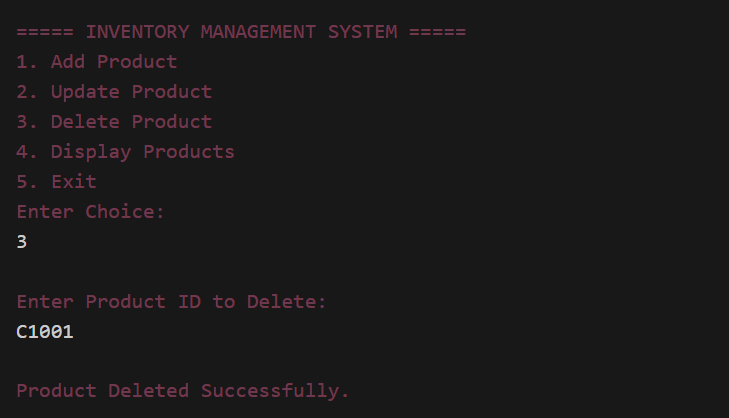 ===== INVENTORY MANAGEMENT SYSTEM =====
1. Add Product
2. Update Product
3. Delete Product
4. Display Products
5. Exit
Enter Choice:
3
Enter Product ID to Delete:
C1001
Product Deleted Successfully.